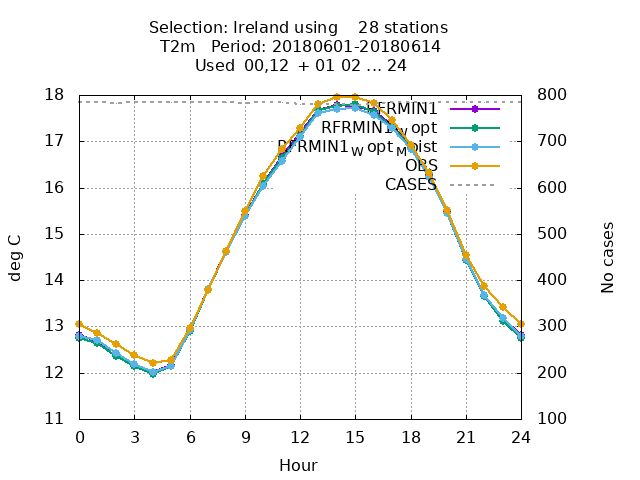 Selection: Ireland using 28 stations
T2m Period: 20180601-20180614
Used 00,12 + 01 02 ... 24
18
17
16
15
14
13
12
11
800
700
600
500
400
300
200
100
0 3 6 9 12 15 18 21 24
deg C
No cases
Hour
RFRMIN1
RFRMIN1W opt
RFRMIN1W opt Moist
OBS
CASES